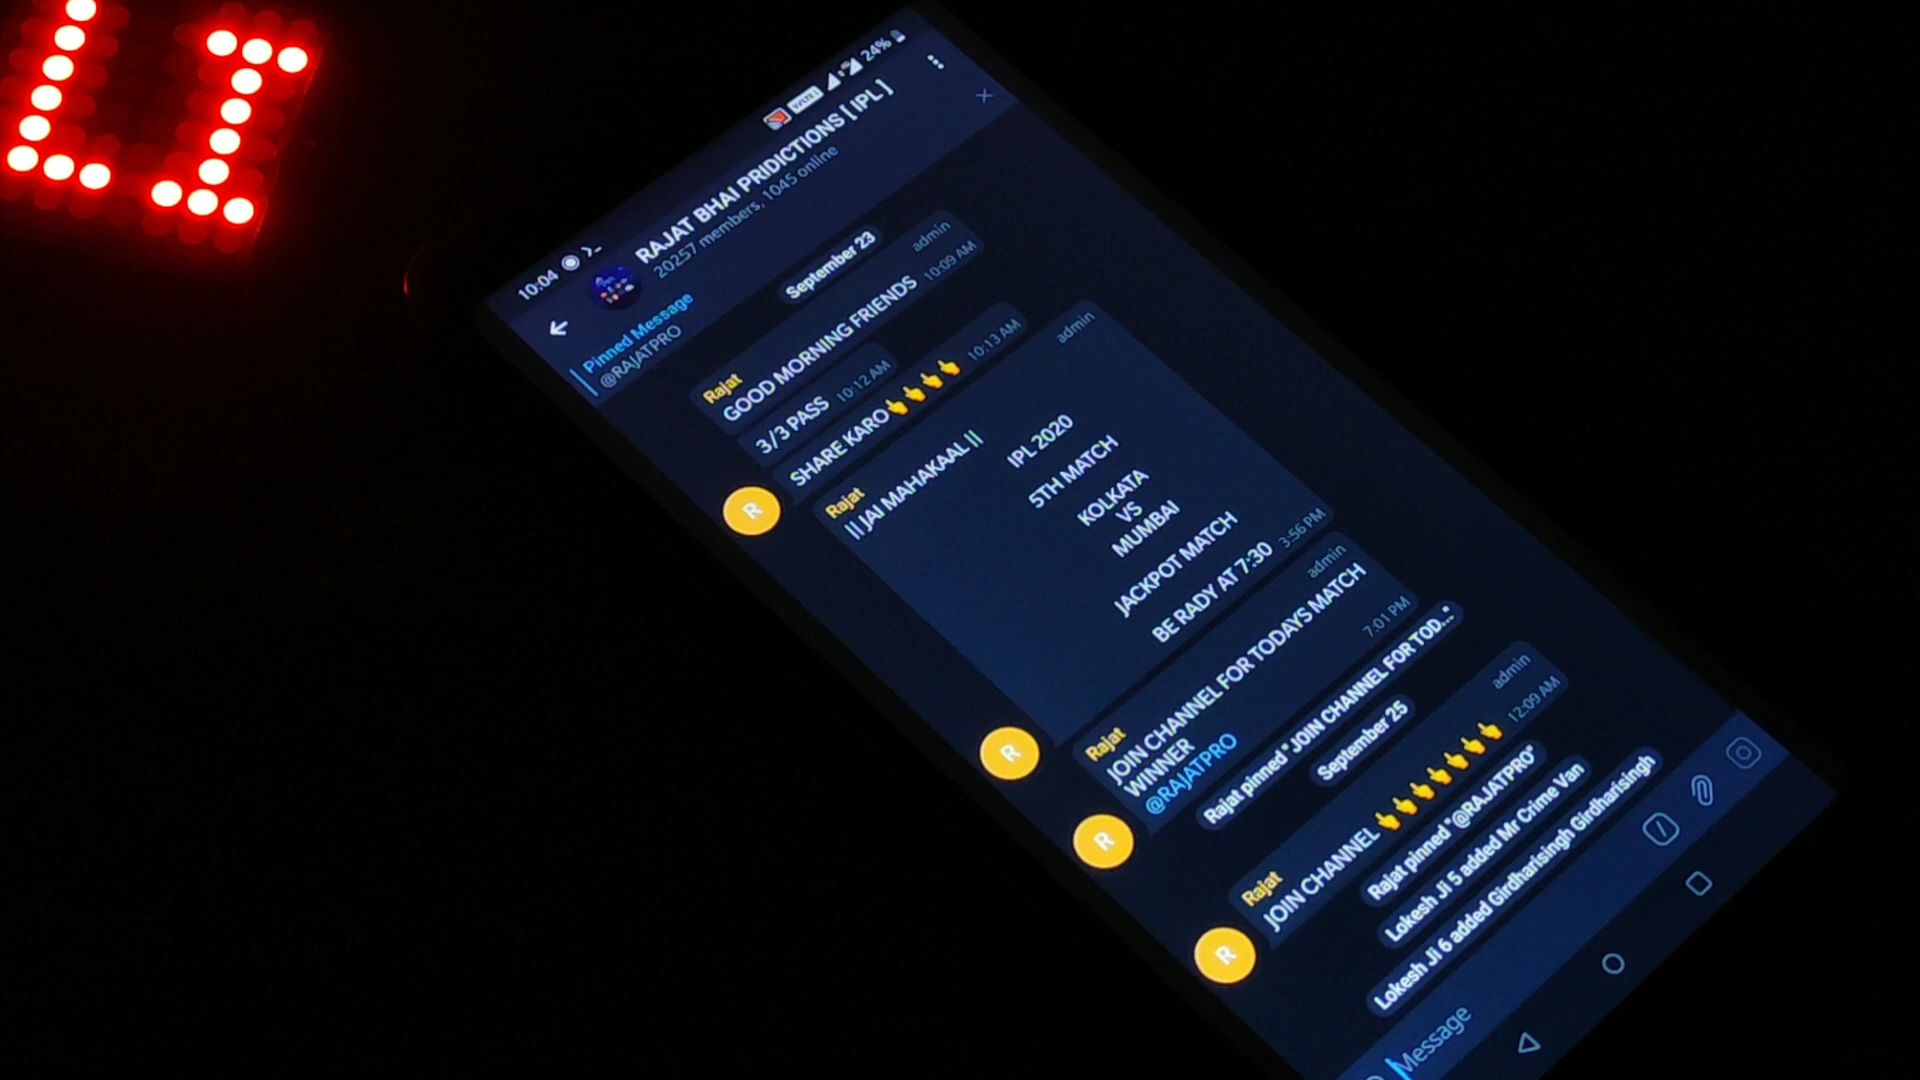 LI
10:04
24%
RAJAT BHAI PRIDICTIONS [ IPL ]
20257 members, 1045 online
Pinned Message
@RAJATPRO
September 23
Rajat admin
GOOD MORNING FRIENDS 10:09 AM
3/3 PASS 10:12 AM
SHARE KARO👆👆👆👆 10:13 AM
Rajat admin
|| JAI MAHAKAAL ||
IPL 2020
5TH MATCH
KOLKATA
VS
MUMBAI
JACKPOT MATCH
BE RADY AT 7:30 3:56 PM
Rajat admin
JOIN CHANNEL FOR TODAYS MATCH
WINNER
@RAJATPRO 7:01 PM
Rajat pinned "JOIN CHANNEL FOR TOD..."
September 25
Rajat admin
JOIN CHANNEL👆👆👆👆👆👆👆 12:09 AM
Rajat pinned "@RAJATPRO"
Lokesh Ji 5 added Mr Crime Van
Lokesh Ji 6 added Girdharisingh Girdharisingh
Message
R
R
R
R